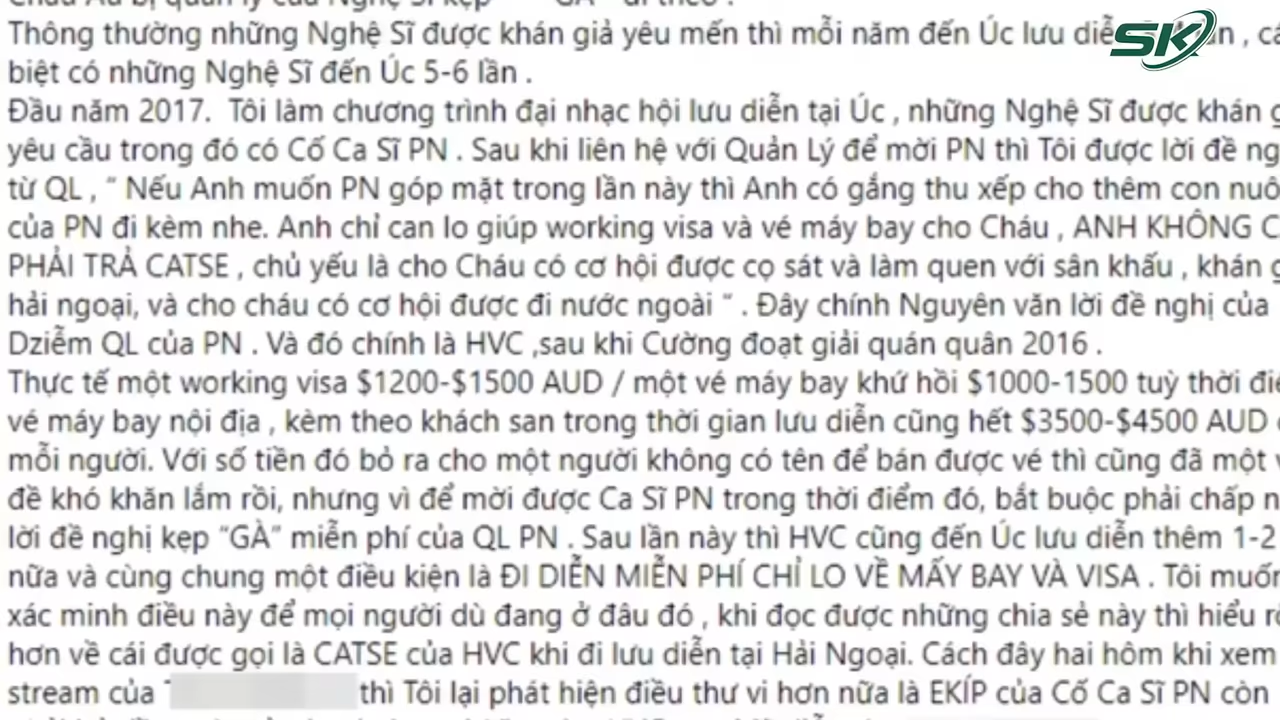 Thông thường những Nghệ Sĩ được khán giả yêu mến thì mỗi năm đến Úc lưu
SK
biệt có những Nghệ Sĩ đến Úc 5-6 lần .
Đầu năm 2017. Tôi làm chương trình đại nhạc hội lưu diễn tại Úc , những Nghệ Sĩ được khán
yêu cầu trong đó có Cố Ca Sĩ PN . Sau khi liên hệ với Quản Lý để mời PN thì Tôi được lời đề
từ QL , " Nếu Anh muốn PN góp mặt trong lần này thì Anh có gắng thu xếp cho thêm con
của PN đi kèm nhe. Anh chỉ can lo giúp working visa và vé máy bay cho Cháu , ANH KHÔNG
PHẢI TRẢ CATSE , chủ yếu là cho Cháu có cơ hội được cọ sát và làm quen với sân khấu , khán
hải ngoại, và cho cháu có cơ hội được đi nước ngoài " . Đây chính Nguyên văn lời đề nghị của
Dziễm QL của PN . Và đó chính là HVC ,sau khi Cường đoạt giải quán quân 2016 .
Thực tế một working visa $1200-$1500 AUD / một vé máy bay khứ hồi $1000-1500 tuỳ thời
vé máy bay nội địa , kèm theo khách san trong thời gian lưu diễn cũng hết $3500-$4500 AUD
mỗi người. Với số tiền đó bỏ ra cho một người không có tên để bán được vé thì cũng đã một
đề khó khăn lắm rồi, nhưng vì để mời được Ca Sĩ PN trong thời điểm đó, bắt buộc phải chấp
lời đề nghị kẹp "GÀ" miễn phí của QL PN . Sau lần này thì HVC cũng đến Úc lưu diễn thêm 1-2
nữa và cùng chung một điều kiện là ĐI DIỄN MIỄN PHÍ CHỈ LO VỀ MẤY BAY VÀ VISA . Tôi muốn
xác minh điều này để mọi người dù đang ở đâu đó , khi đọc được những chia sẻ này thì hiểu
hơn về cái được gọi là CATSE của HVC khi đi lưu diễn tại Hải Ngoại. Cách đây hai hôm khi xem
stream của thì Tôi lại phát hiện điều thư vi hơn nữa là EKÍP của Cố Ca Sĩ PN còn